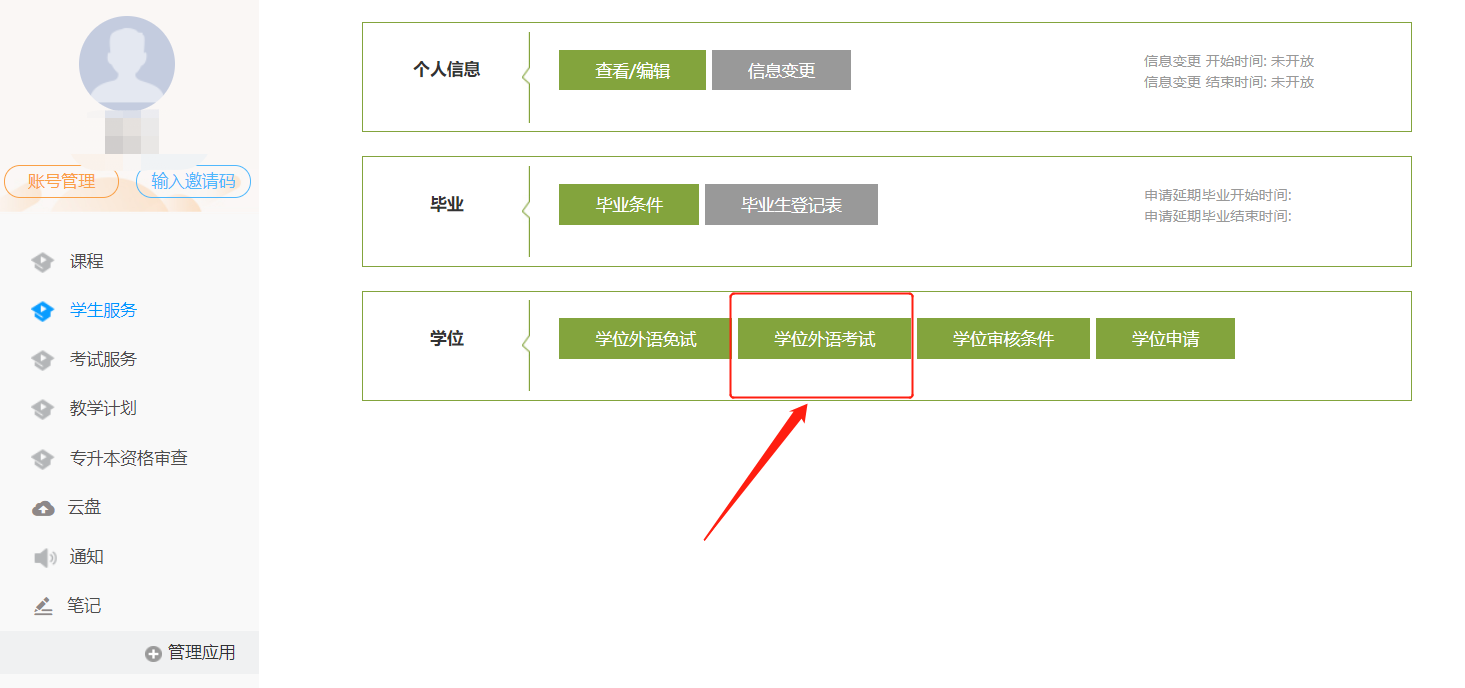 账号管理
输入邀请码
课程
学生服务
考试服务
教学计划
专升本资格审查
云盘
通知
笔记
管理应用
个人信息
查看/编辑
信息变更
信息变更 开始时间: 未开放
信息变更 结束时间: 未开放
毕业
毕业条件
毕业生登记表
申请延期毕业开始时间:
申请延期毕业结束时间:
学位
学位外语免试
学位外语考试
学位审核条件
学位申请